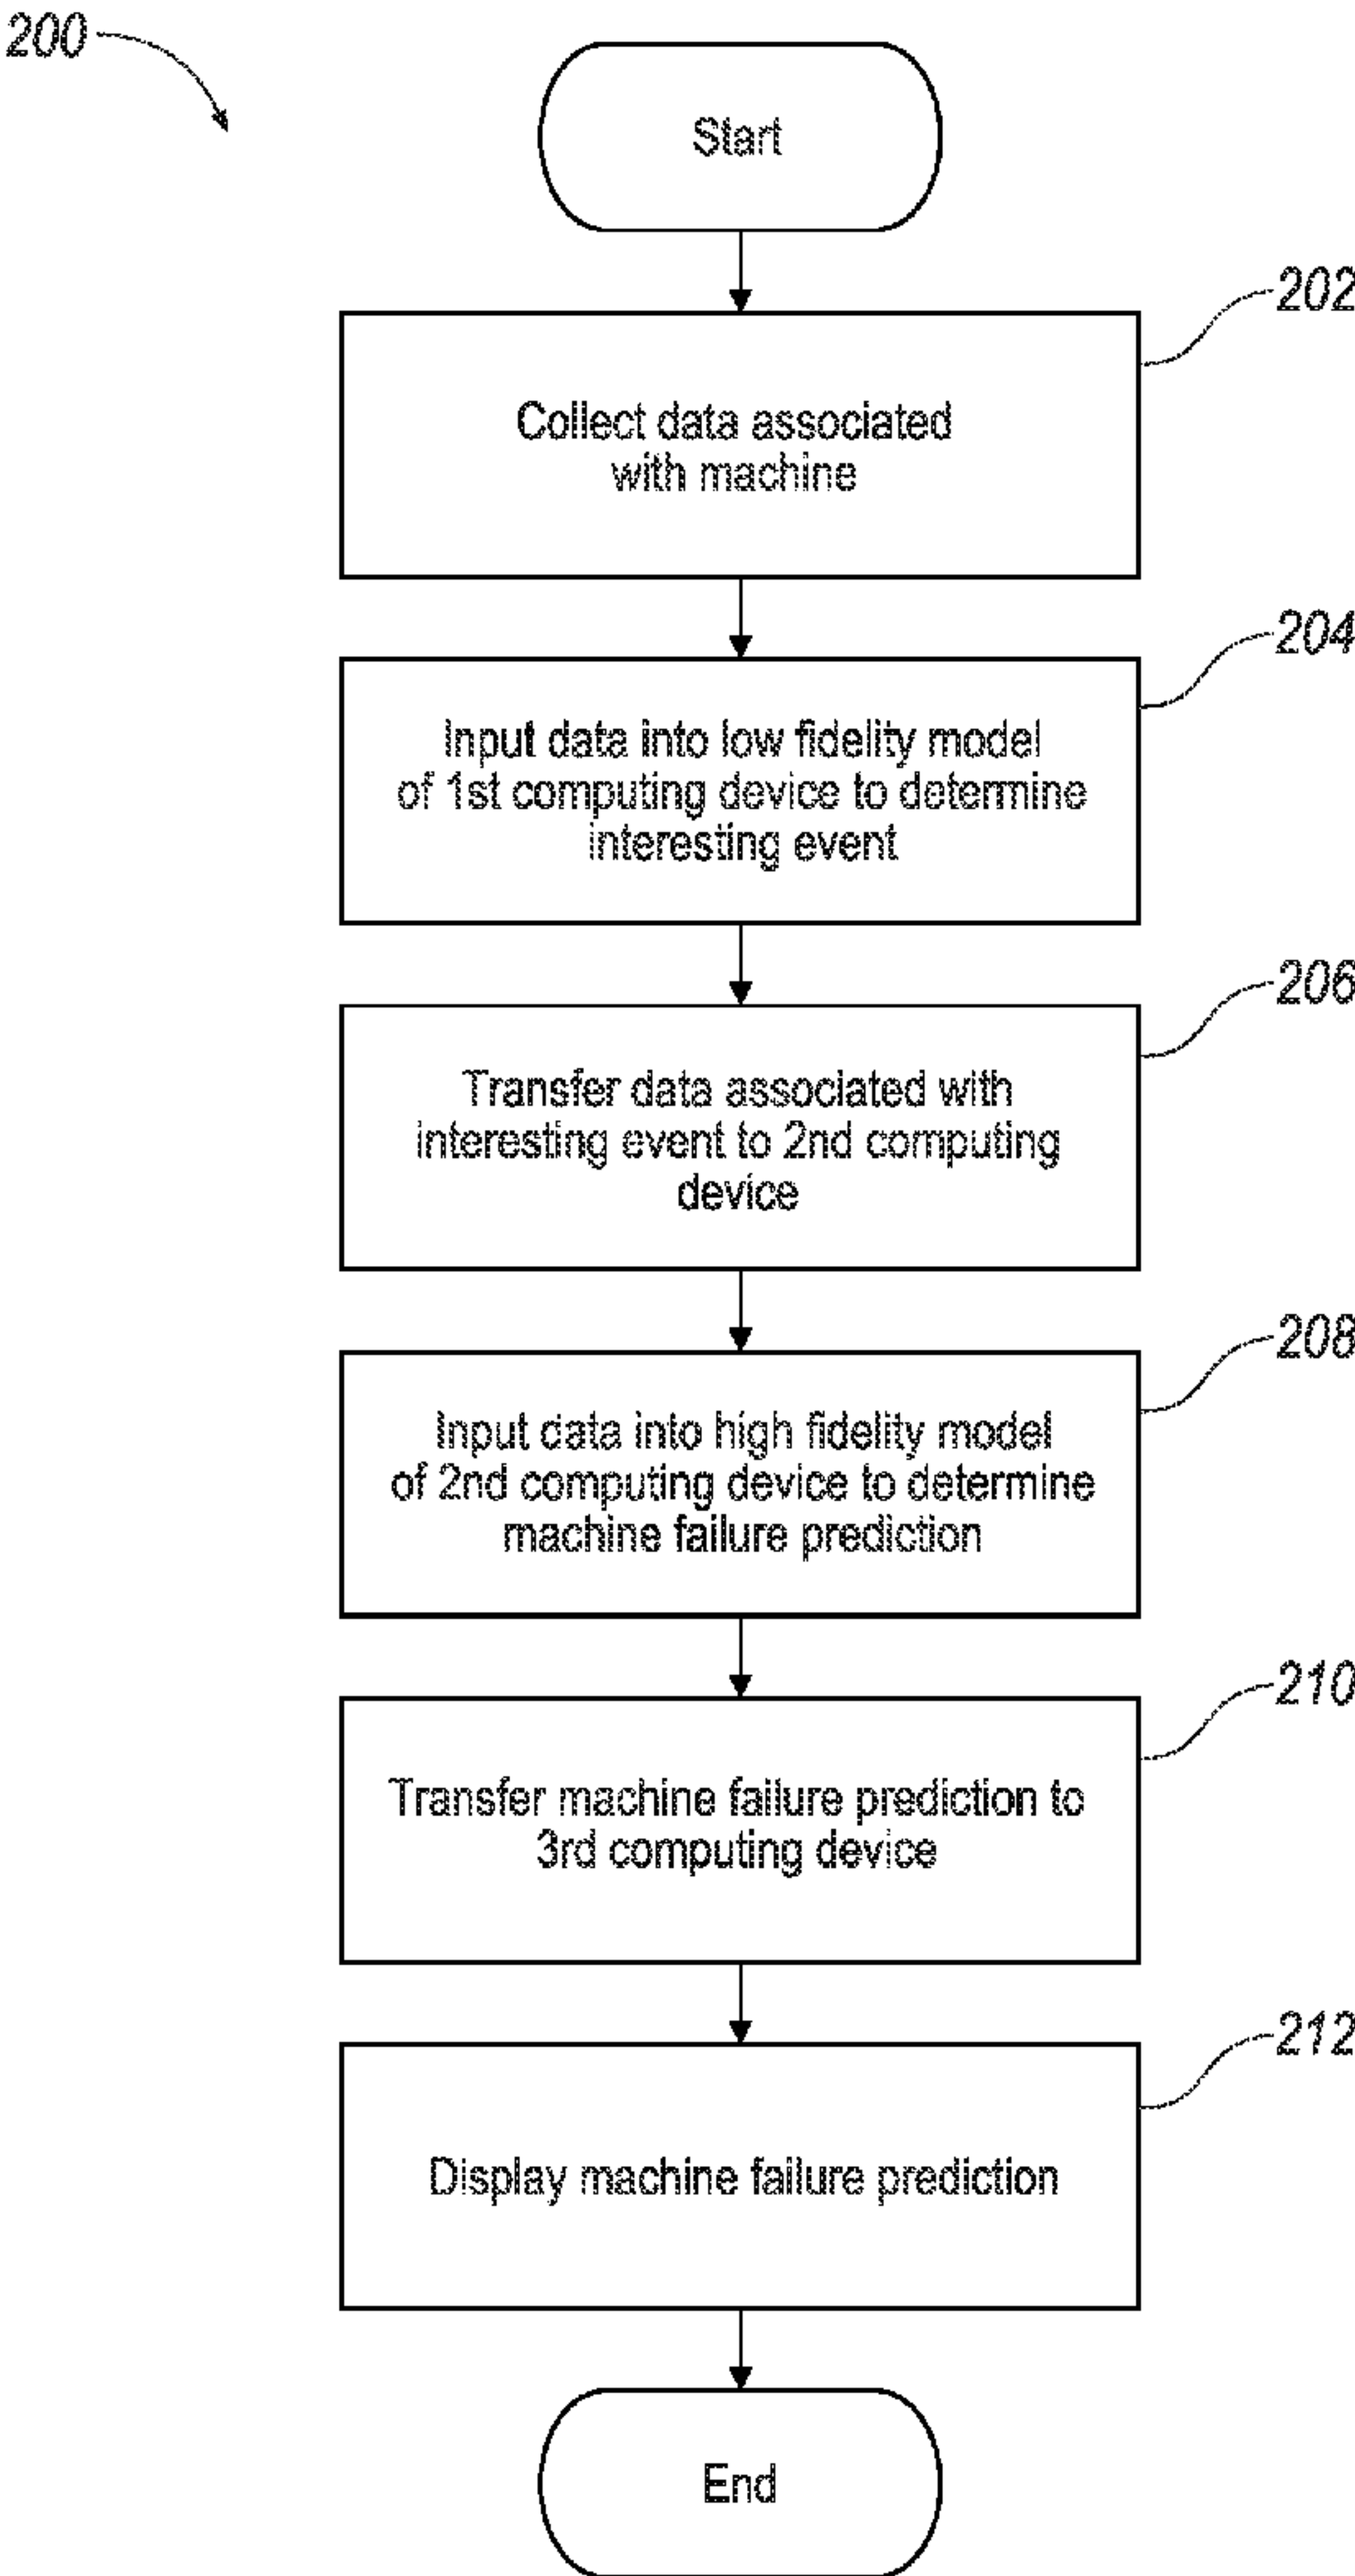 200
Start
202
Collect data associated
with machine
204
Input data into low fidelity model
of 1st computing device to determine
interesting event
206
Transfer data associated with
interesting event to 2nd computing
device
208
Input data into high fidelity model
of 2nd computing device to determine
machine failure prediction
210
Transfer machine failure prediction to
3rd computing device
212
Display machine failure prediction
End